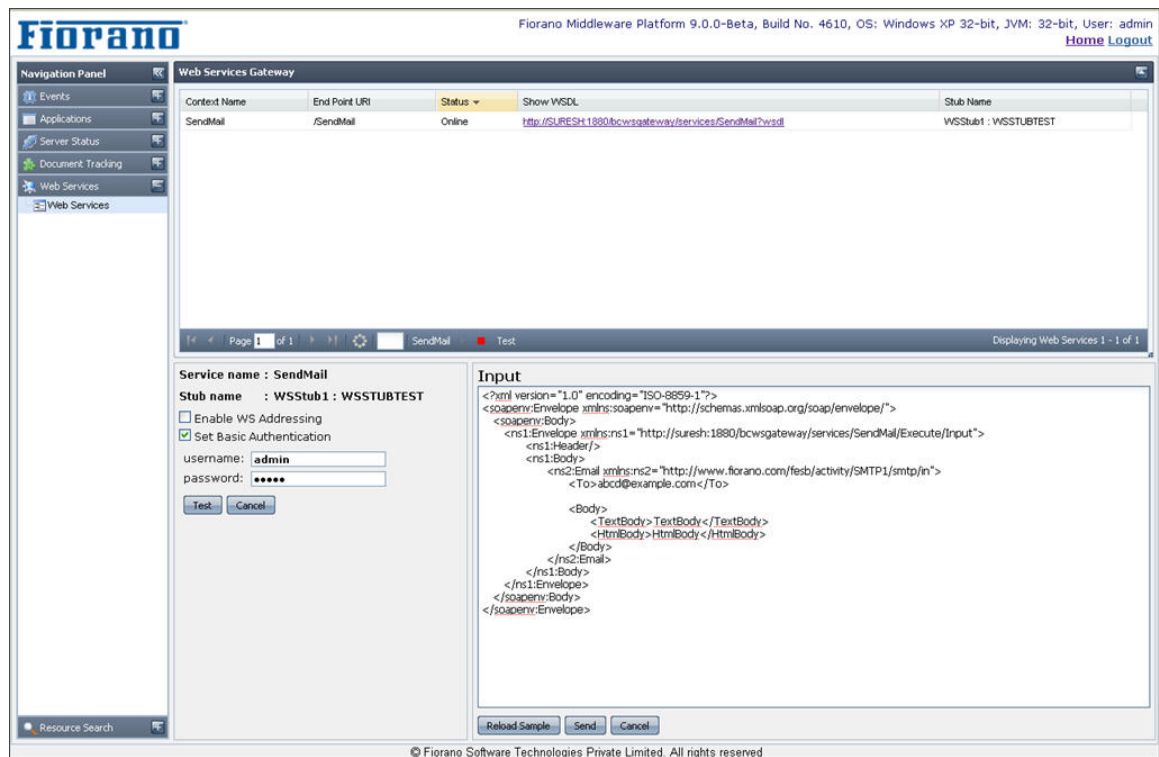 Fiorano
Fiorano Middleware Platform 9.0.0-Beta, Build No. 4610, OS: Windows XP 32-bit, JVM: 32-bit, User: admin
Home Logout
Navigation Panel
Events
Applications
Server Status
Document Tracking
Web Services
Web Services
Resource Search
Web Services Gateway
Context Name End Point URI Status Show WSDL Stub Name
SendMail /SendMail Online http://SURESH:1880/bcwsgateway/services/SendMail?wsdl WSStub1 : WSSTUBTEST
Page 1 of 1 SendMail Test Displaying Web Services 1 - 1 of 1
Service name : SendMail
Stub name : WSStub1 : WSSTUBTEST
Enable WS Addressing
Set Basic Authentication
username: admin
password: •••••
Test Cancel
Input
<?xml version="1.0" encoding="ISO-8859-1"?>
<soapenv:Envelope xmlns:soapenv="http://schemas.xmlsoap.org/soap/envelope/">
<soapenv:Body>
<ns1:Envelope xmlns:ns1="http://suresh:1880/bcwsgateway/services/SendMail/Execute/Input">
<ns1:Header/>
<ns1:Body>
<ns2:Email xmlns:ns2="http://www.fiorano.com/fesb/activity/SMTP1/smtp/in">
<To>abcd@example.com</To>
<Body>
<TextBody>TextBody</TextBody>
<HtmlBody>HtmlBody</HtmlBody>
</Body>
</ns2:Email>
</ns1:Body>
</ns1:Envelope>
</soapenv:Body>
</soapenv:Envelope>
Reload Sample Send Cancel
© Fiorano Software Technologies Private Limited. All rights reserved